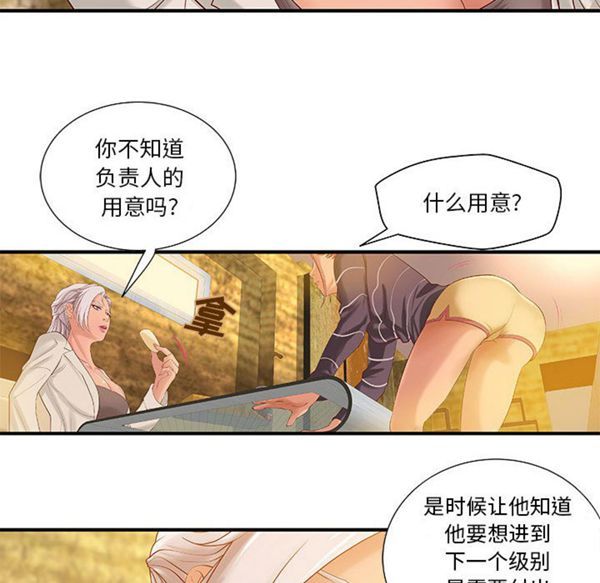 你不知道
负责人的
用意吗?
什么用意?
拿
是时候让他知道
他要想进到
下一个级别